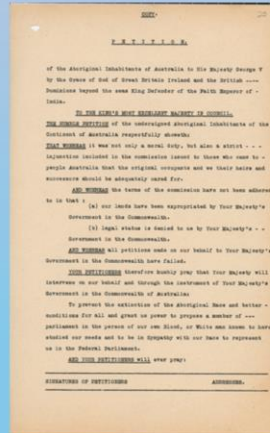 COPY.
P E T I T I O N.
of the Aboriginal Inhabitants of Australia to His Majesty George V
by the Grace of God of Great Britain Ireland and the British ----
Dominions beyond the seas King Defender of the Faith Emperor of -
India.
TO THE KING'S MOST EXCELLENT MAJESTY IN COUNCIL.
THE HUMBLE PETITION of the undersigned Aboriginal Inhabitants of the
Continent of Australia respectfully sheweth:
THAT WHEREAS it was not only a moral duty, but also a strict - - -
injunction included in the commission issued to those who came to -
people Australia that the original occupants and we their heirs and
successors should be adequately cared for.
AND WHEREAS the terms of the commission have not been adhered
to in that :
(a) our lands have been expropriated by Your Majesty's
Government in the Commonwealth.
(b) legal status is denied to us by Your Majesty's - -
Government in the Commonwealth.
AND WHEREAS all petitions made on our behalf to Your Majesty's
Government in the Commonwealth have failed.
YOUR PETITIONERS therefore humbly pray that Your Majesty will
intervene on our behalf and through the instrument of Your Majesty's
Government in the Commonwealth of Australia:
To prevent the extinction of the Aboriginal Race and better -
conditions for all and grant us power to propose a member of ---
parliament in the person of our own Blood, or White man known to have
studied our needs and to be in Sympathy with our Race to represent
us in the Federal Parliament.
AND YOUR PETITIONERS will ever pray:
SIGNATURES OF PETITIONERS ADDRESSES.